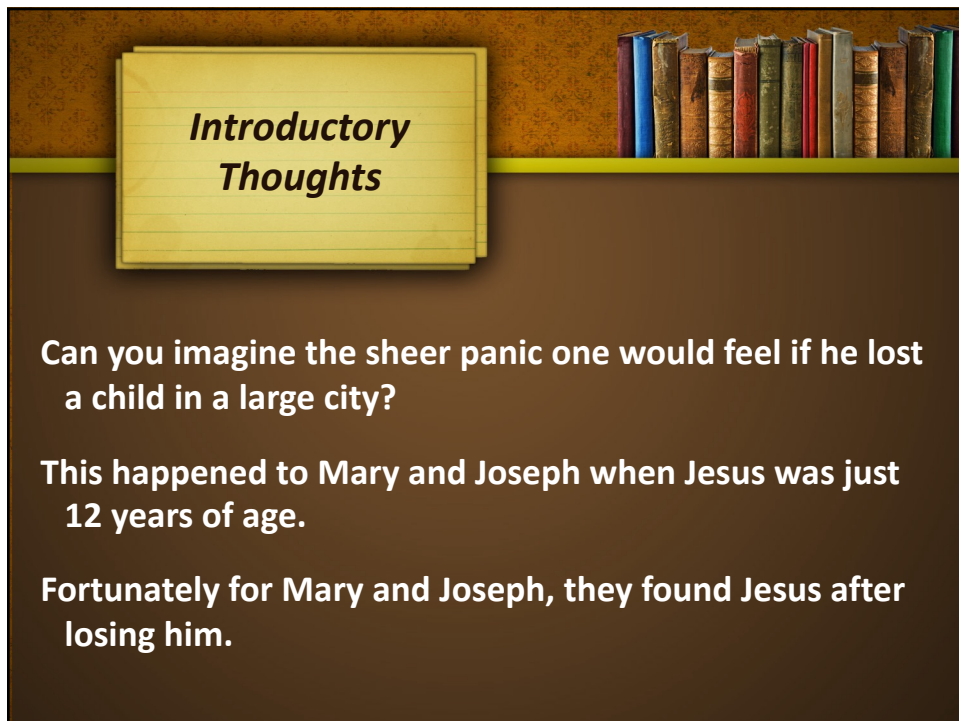 Introductory
Thoughts
Can you imagine the sheer panic one would feel if he lost
a child in a large city?
This happened to Mary and Joseph when Jesus was just
12 years of age.
Fortunately for Mary and Joseph, they found Jesus after
losing him.